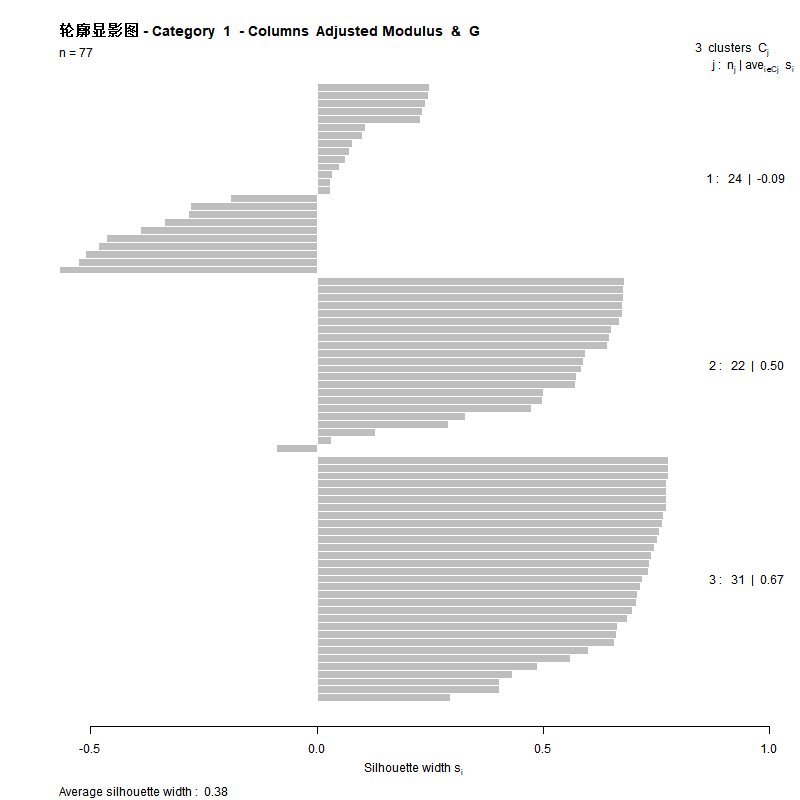 轮廓显影图 - Category 1 - Columns Adjusted Modulus & G
n = 77
3 clusters Cj
j : nj | avei∈Cj si
1 : 24 | -0.09
2 : 22 | 0.50
3 : 31 | 0.67
-0.5 0.0 0.5 1.0
Silhouette width si
Average silhouette width : 0.38